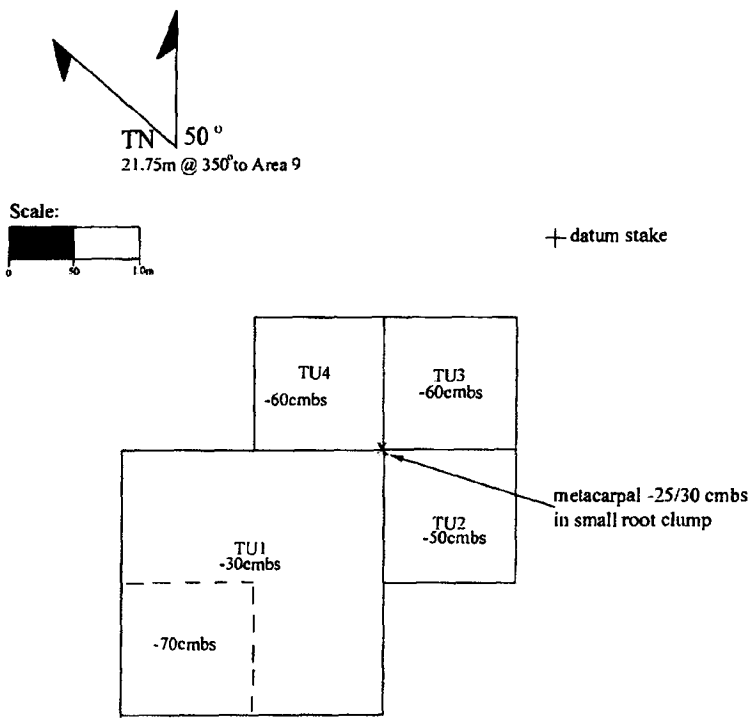 TN 50°
21.75m @ 350° to Area 9
Scale:
0 50 1.0m
datum stake
TU4
-60cmbs
TU3
-60cmbs
metacarpal -25/30 cmbs
in small root clump
TU2
-50cmbs
TU1
-30cmbs
-70cmbs